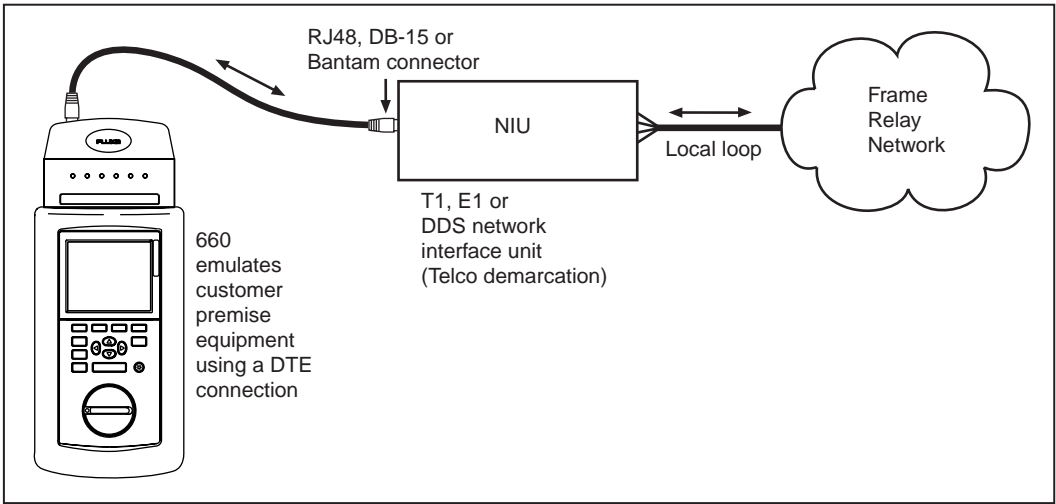 RJ48, DB-15 or
Bantam connector
FLUKE
NIU
Frame
Relay
Network
Local loop
T1, E1 or
DDS network
interface unit
(Telco demarcation)
660
emulates
customer
premise
equipment
using a DTE
connection